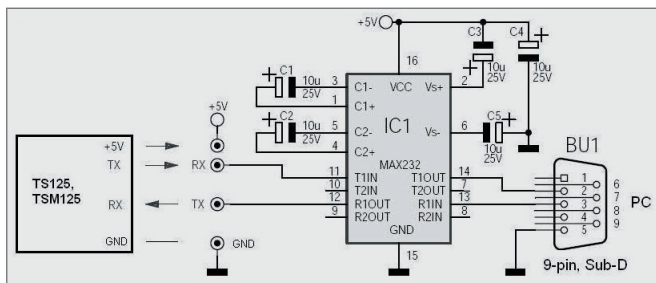 +5V
C3
C4
10u
25V
10u
25V
16
C1
10u
25V
3
1
C1-
C1+
VCC
Vs+
2
+5V
C2
10u
25V
5
4
C2-
C2+
IC1
Vs-
6
C5
10u
25V
MAX232
BU1
TS125,
TSM125
+5V
TX
RX
11
T1IN
T1OUT
14
10
T2IN
T2OUT
7
RX
TX
12
R1OUT
R1IN
13
9
R2OUT
R2IN
8
GND
GND
GND
15
1
2
3
4
5
6
7
8
9
PC
9-pin, Sub-D